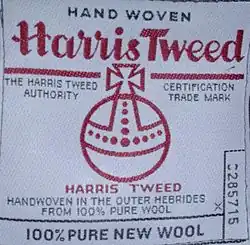 HAND WOVEN
Harris Tweed
THE HARRIS TWEED AUTHORITY
CERTIFICATION TRADE MARK
HARRIS TWEED
HANDWOVEN IN THE OUTER HEBRIDES
FROM 100% PURE WOOL
100% PURE NEW WOOL